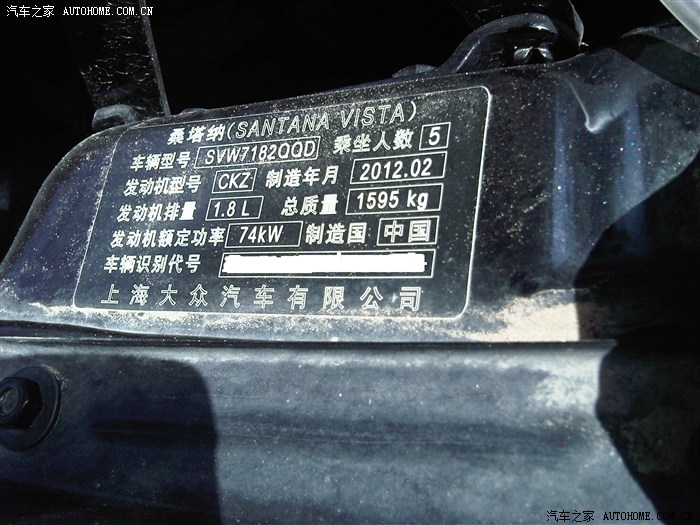 汽车之家 AUTOHOME.COM.CN
桑塔纳(SANTANA VISTA)
车辆型号 SVW7182QQD 乘坐人数 5
发动机型号 CKZ 制造年月 2012.02
发动机排量 1.8 L 总质量 1595 kg
发动机额定功率 74kW 制造国 中国
车辆识别代号
上海大众汽车有限公司
汽车之家 AUTOHOME.COM.CN